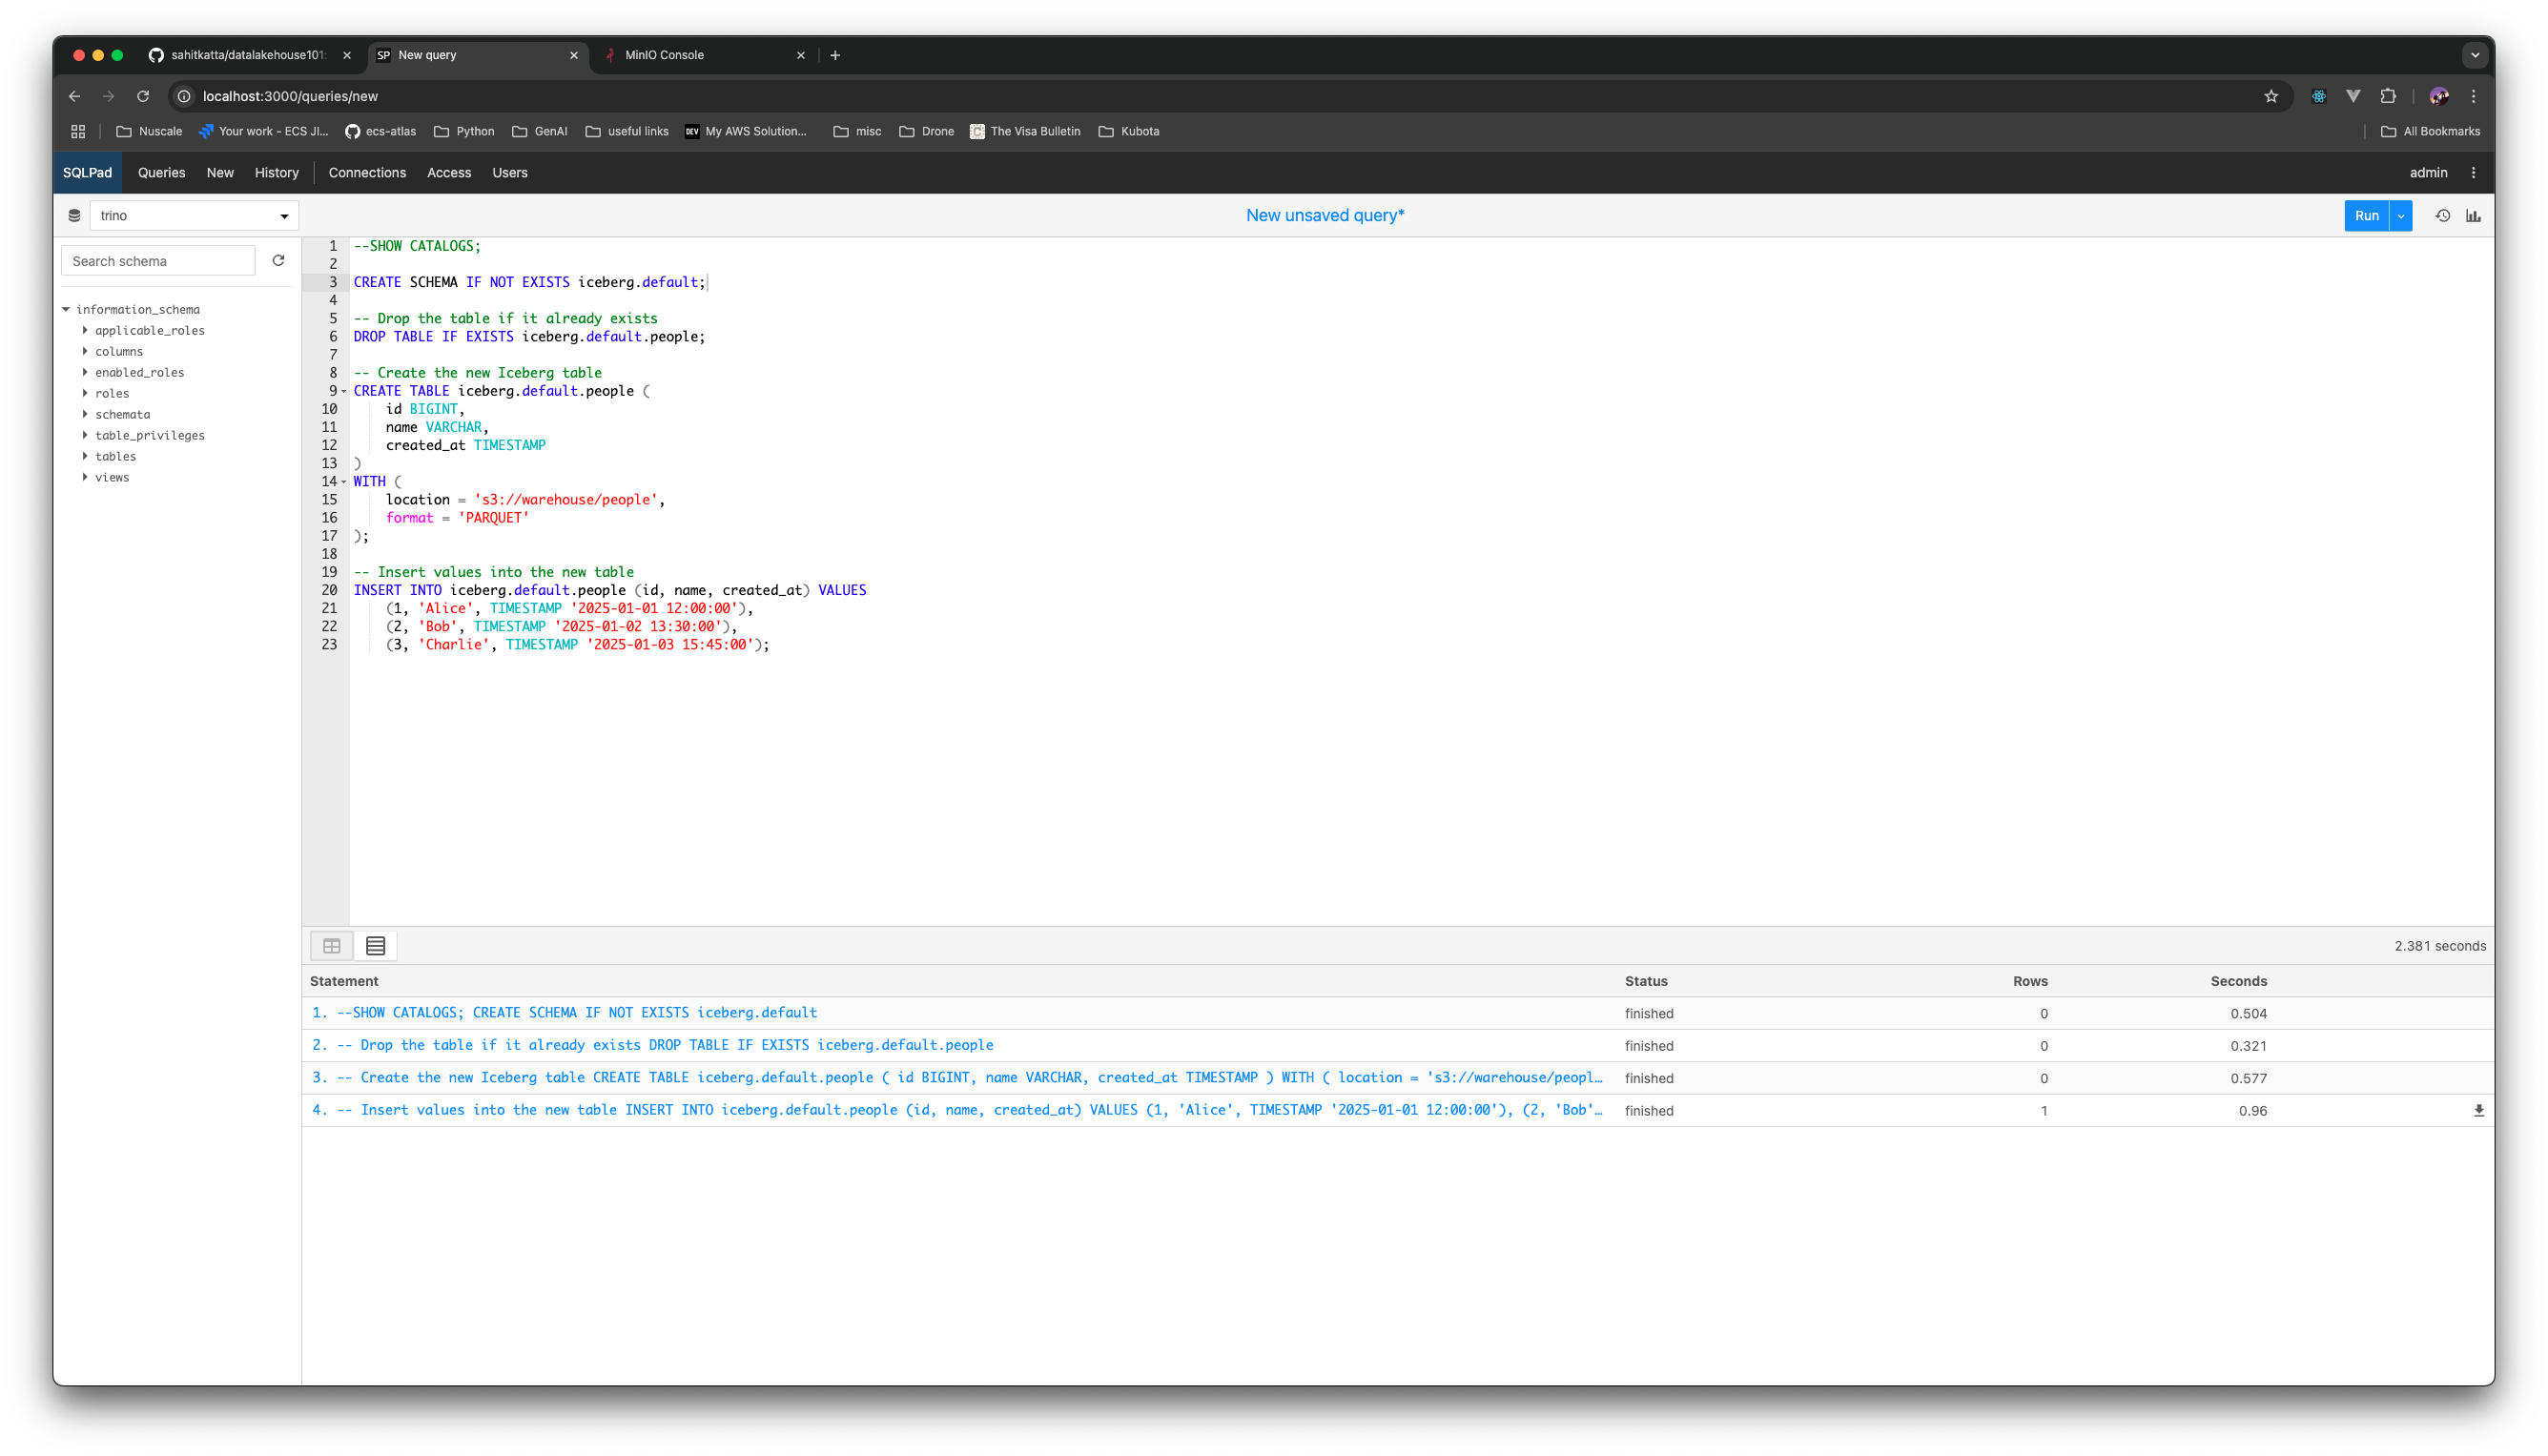 sahitkatta/datalakehouse101:
SP New query
MinIO Console
localhost:3000/queries/new
Nuscale
Your work - ECS JI...
ecs-atlas
Python
GenAI
useful links
DEV My AWS Solution...
misc
Drone
The Visa Bulletin
Kubota
All Bookmarks
SQLPad
Queries
New
History
Connections
Access
Users
admin
trino
New unsaved query*
Run
Search schema
information_schema
applicable_roles
columns
enabled_roles
roles
schemata
table_privileges
tables
views
1 --SHOW CATALOGS;
2
3 CREATE SCHEMA IF NOT EXISTS iceberg.default;
4
5 -- Drop the table if it already exists
6 DROP TABLE IF EXISTS iceberg.default.people;
7
8 -- Create the new Iceberg table
9 CREATE TABLE iceberg.default.people (
10 id BIGINT,
11 name VARCHAR,
12 created_at TIMESTAMP
13 )
14 WITH (
15 location = 's3://warehouse/people',
16 format = 'PARQUET'
17 );
18
19 -- Insert values into the new table
20 INSERT INTO iceberg.default.people (id, name, created_at) VALUES
21 (1, 'Alice', TIMESTAMP '2025-01-01 12:00:00'),
22 (2, 'Bob', TIMESTAMP '2025-01-02 13:30:00'),
23 (3, 'Charlie', TIMESTAMP '2025-01-03 15:45:00');
2.381 seconds
Statement Status Rows Seconds
1. --SHOW CATALOGS; CREATE SCHEMA IF NOT EXISTS iceberg.default finished 0 0.504
2. -- Drop the table if it already exists DROP TABLE IF EXISTS iceberg.default.people finished 0 0.321
3. -- Create the new Iceberg table CREATE TABLE iceberg.default.people ( id BIGINT, name VARCHAR, created_at TIMESTAMP ) WITH ( location = 's3://warehouse/peopl… finished 0 0.577
4. -- Insert values into the new table INSERT INTO iceberg.default.people (id, name, created_at) VALUES (1, 'Alice', TIMESTAMP '2025-01-01 12:00:00'), (2, 'Bob'… finished 1 0.96